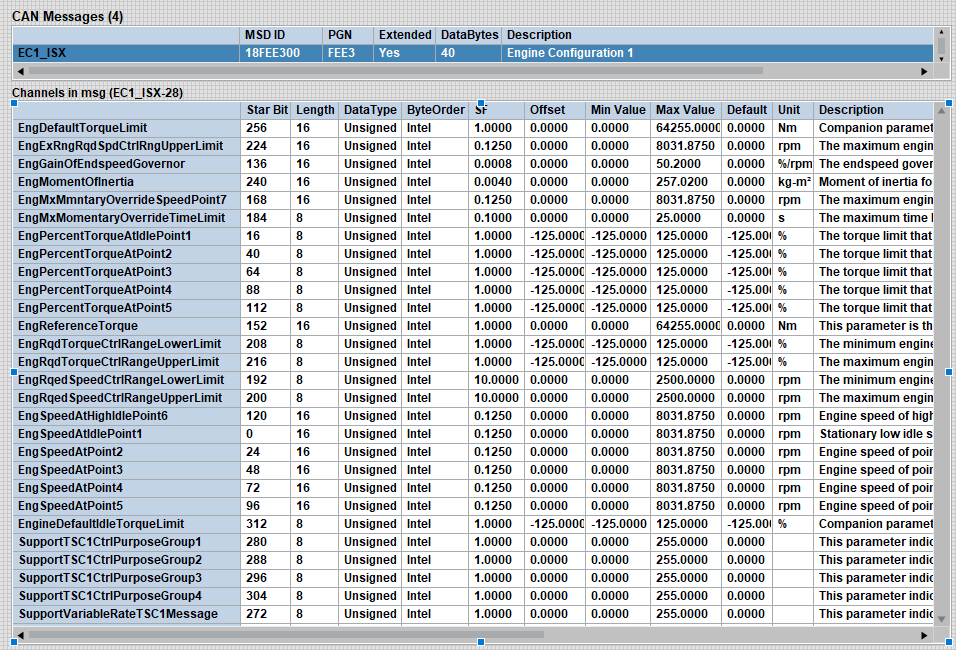 CAN Messages (4)
MSD ID PGN Extended DataBytes Description
EC1_ISX 18FEE300 FEE3 Yes 40 Engine Configuration 1
Channels in msg (EC1_ISX-28)
Star Bit Length DataType ByteOrder SF Offset Min Value Max Value Default Unit Description
EngDefaultTorqueLimit 256 16 Unsigned Intel 1.0000 0.0000 0.0000 64255.0000 0.0000 Nm Companion paramet
EngExRngRqdSpdCtrlRngUpperLimit 224 16 Unsigned Intel 0.1250 0.0000 0.0000 8031.8750 0.0000 rpm The maximum engin
EngGainOfEndspeedGovernor 136 16 Unsigned Intel 0.0008 0.0000 0.0000 50.2000 0.0000 %/rpm The endspeed gover
EngMomentOfInertia 240 16 Unsigned Intel 0.0040 0.0000 0.0000 257.0200 0.0000 kg-m² Moment of inertia fo
EngMxMmntaryOverrideSpeedPoint7 168 16 Unsigned Intel 0.1250 0.0000 0.0000 8031.8750 0.0000 rpm The maximum engin
EngMxMomentaryOverrideTimeLimit 184 8 Unsigned Intel 0.1000 0.0000 0.0000 25.0000 0.0000 s The maximum time
EngPercentTorqueAtIdlePoint1 16 8 Unsigned Intel 1.0000 -125.0000 -125.0000 125.0000 -125.00 % The torque limit that
EngPercentTorqueAtPoint2 40 8 Unsigned Intel 1.0000 -125.0000 -125.0000 125.0000 -125.00 % The torque limit that
EngPercentTorqueAtPoint3 64 8 Unsigned Intel 1.0000 -125.0000 -125.0000 125.0000 -125.00 % The torque limit that
EngPercentTorqueAtPoint4 88 8 Unsigned Intel 1.0000 -125.0000 -125.0000 125.0000 -125.00 % The torque limit that
EngPercentTorqueAtPoint5 112 8 Unsigned Intel 1.0000 -125.0000 -125.0000 125.0000 -125.00 % The torque limit that
EngReferenceTorque 152 16 Unsigned Intel 1.0000 0.0000 0.0000 64255.0000 0.0000 Nm This parameter is th
EngRqdTorqueCtrlRangeLowerLimit 208 8 Unsigned Intel 1.0000 -125.0000 -125.0000 125.0000 -125.00 % The minimum engine
EngRqdTorqueCtrlRangeUpperLimit 216 8 Unsigned Intel 1.0000 -125.0000 -125.0000 125.0000 -125.00 % The maximum engin
EngRqedSpeedCtrlRangeLowerLimit 192 8 Unsigned Intel 10.0000 0.0000 0.0000 2500.0000 0.0000 rpm The minimum engine
EngRqedSpeedCtrlRangeUpperLimit 200 8 Unsigned Intel 10.0000 0.0000 0.0000 2500.0000 0.0000 rpm The maximum engin
EngSpeedAtHighIdlePoint6 120 16 Unsigned Intel 0.1250 0.0000 0.0000 8031.8750 0.0000 rpm Engine speed of high
EngSpeedAtIdlePoint1 0 16 Unsigned Intel 0.1250 0.0000 0.0000 8031.8750 0.0000 rpm Stationary low idle s
EngSpeedAtPoint2 24 16 Unsigned Intel 0.1250 0.0000 0.0000 8031.8750 0.0000 rpm Engine speed of poin
EngSpeedAtPoint3 48 16 Unsigned Intel 0.1250 0.0000 0.0000 8031.8750 0.0000 rpm Engine speed of poin
EngSpeedAtPoint4 72 16 Unsigned Intel 0.1250 0.0000 0.0000 8031.8750 0.0000 rpm Engine speed of poin
EngSpeedAtPoint5 96 16 Unsigned Intel 0.1250 0.0000 0.0000 8031.8750 0.0000 rpm Engine speed of poin
EngineDefaultIdleTorqueLimit 312 8 Unsigned Intel 1.0000 -125.0000 -125.0000 125.0000 -125.00 % Companion paramet
SupportTSC1CtrlPurposeGroup1 280 8 Unsigned Intel 1.0000 0.0000 0.0000 255.0000 0.0000 This parameter indic
SupportTSC1CtrlPurposeGroup2 288 8 Unsigned Intel 1.0000 0.0000 0.0000 255.0000 0.0000 This parameter indic
SupportTSC1CtrlPurposeGroup3 296 8 Unsigned Intel 1.0000 0.0000 0.0000 255.0000 0.0000 This parameter indic
SupportTSC1CtrlPurposeGroup4 304 8 Unsigned Intel 1.0000 0.0000 0.0000 255.0000 0.0000 This parameter indic
SupportVariableRateTSC1Message 272 8 Unsigned Intel 1.0000 0.0000 0.0000 255.0000 0.0000 This parameter indic